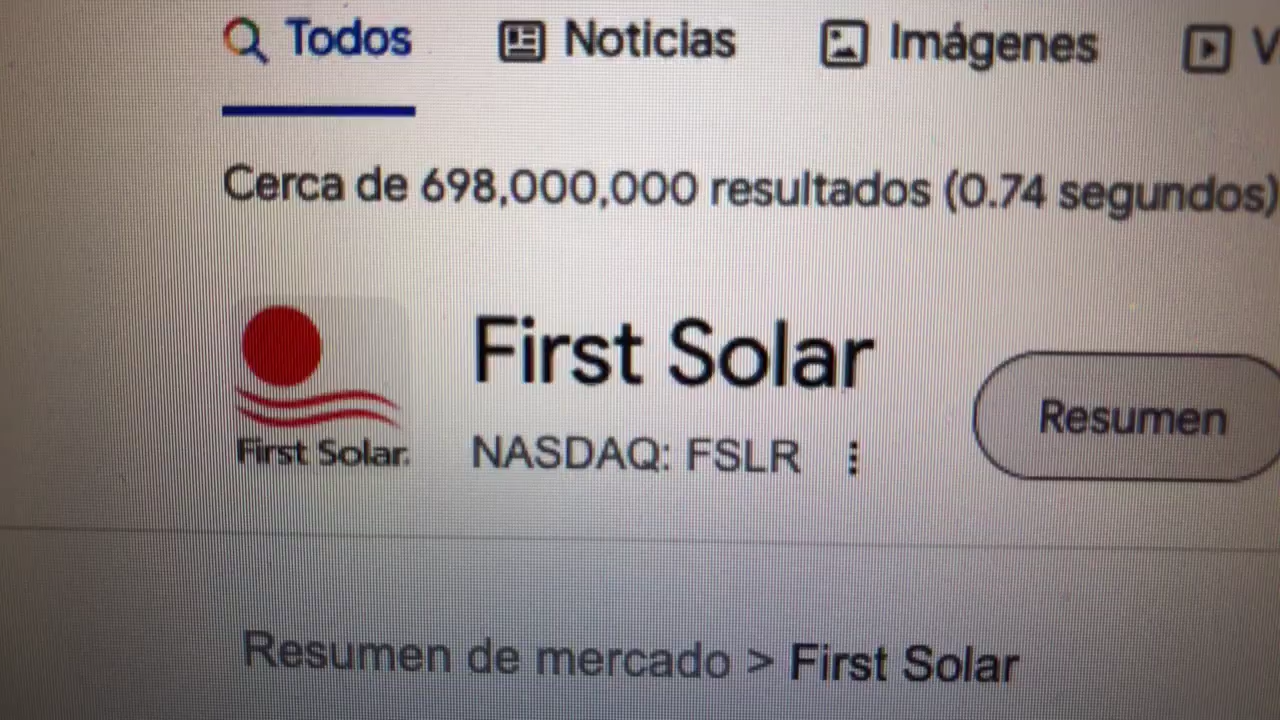 Todos Noticias Imágenes
Cerca de 698,000,000 resultados (0.74 segundos)
First Solar
First Solar.
NASDAQ: FSLR
Resumen
Resumen de mercado > First Solar